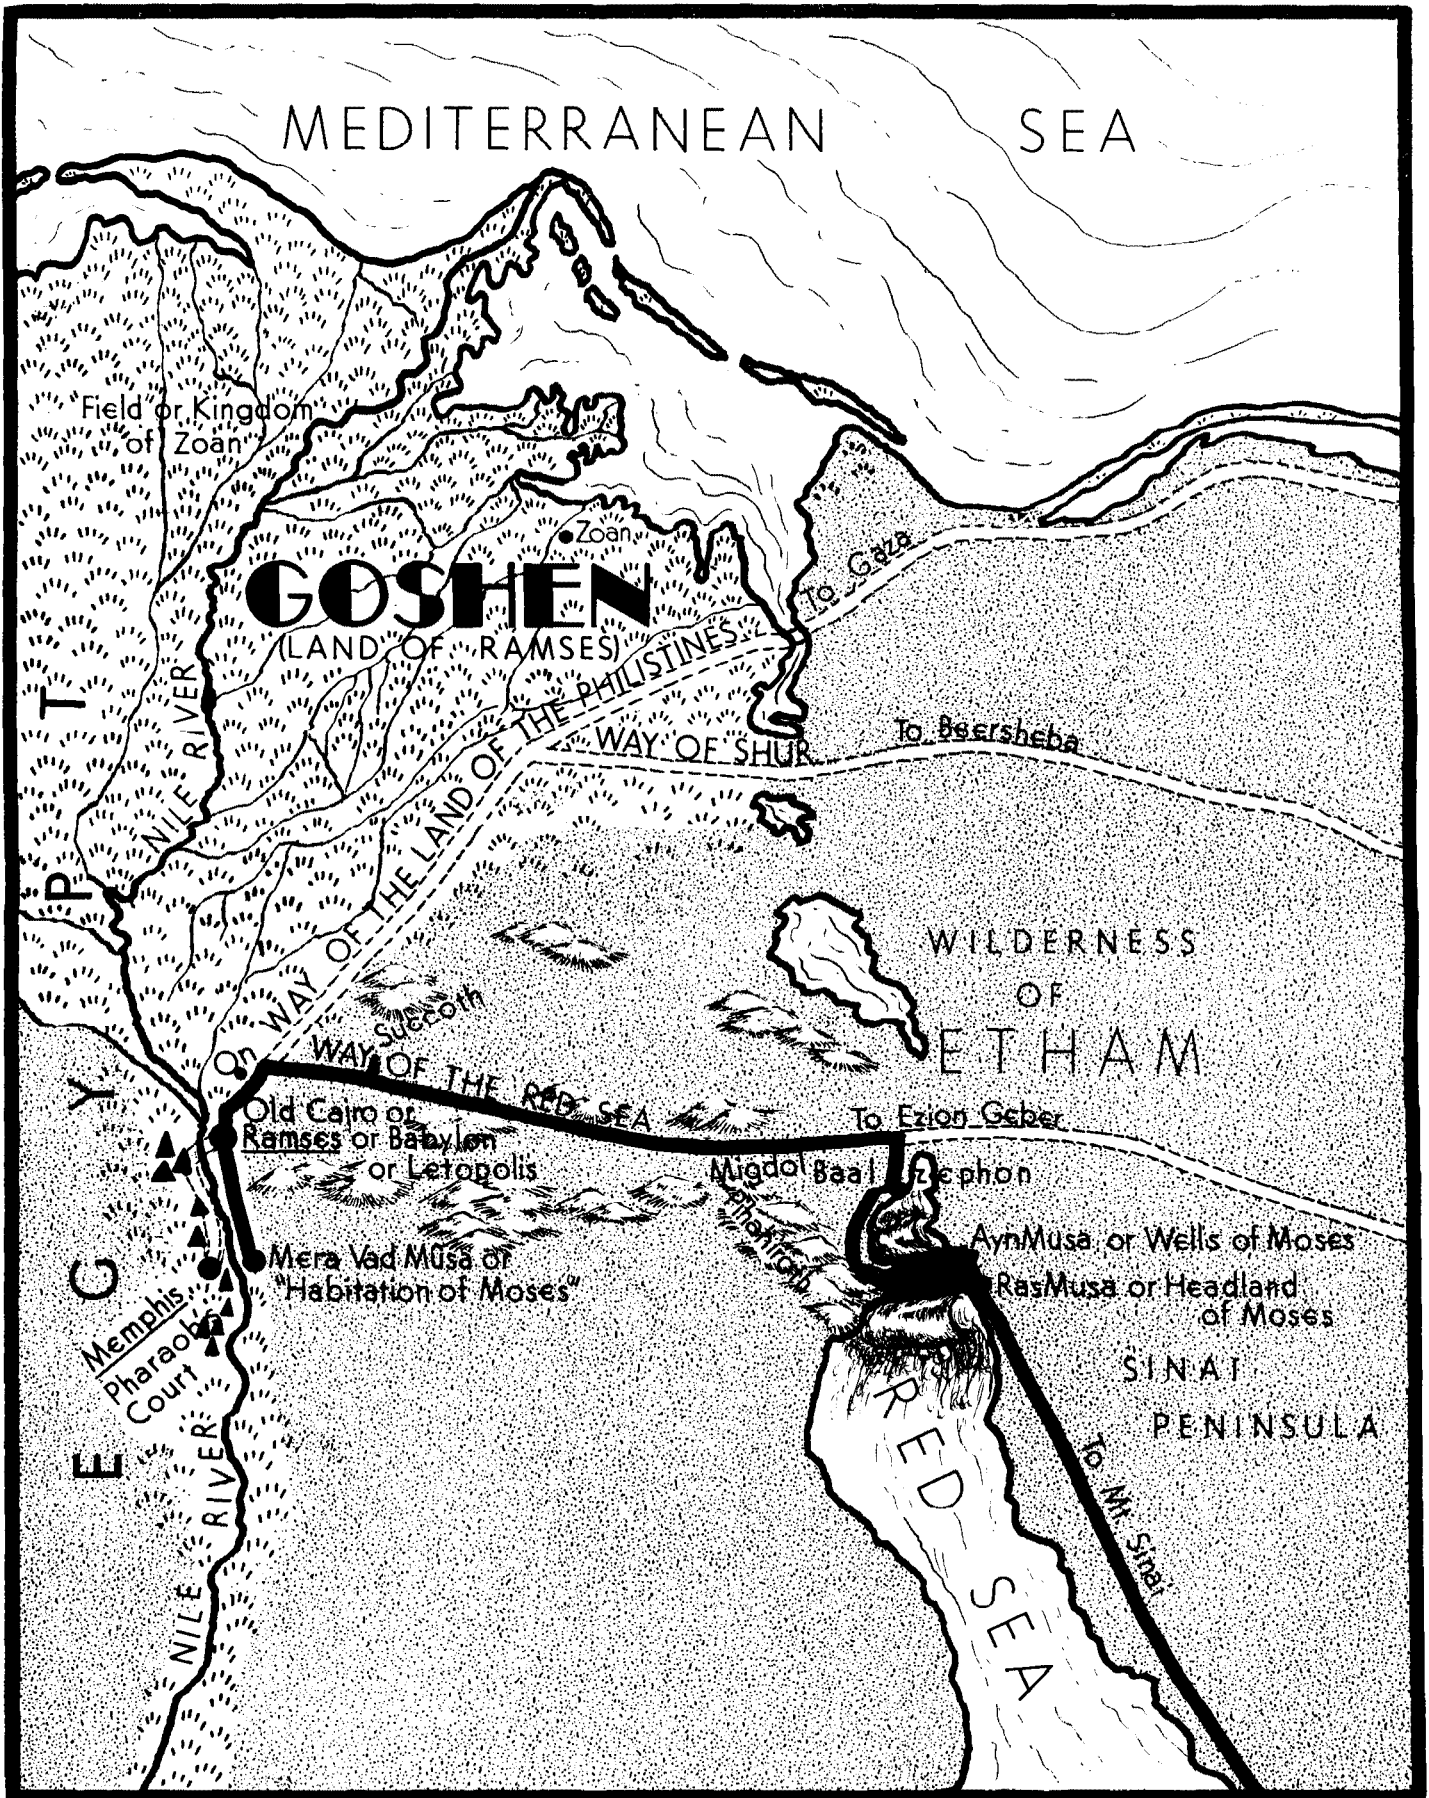 MEDITERRANEAN SEA
Field or Kingdom
of Zoan
Zoan
GOSHEN
(LAND OF RAMSES)
To Gaza
WAY OF THE LAND OF THE PHILISTINES
WAY OF SHUR
To Beersheba
NILE RIVER
EGYPT
WILDERNESS
OF
ETHAM
Succoth
On
WAY OF THE RED SEA
Old Cairo or
Ramses or Babylon
or Letopolis
To Ezion Geber
Migdol
Baal Zephon
Pihahiroth
AynMusa or Wells of Moses
RasMusa or Headland
of Moses
Mera Vad Musa or
"Habitation of Moses"
Memphis
Pharaoh's
Court
SINAI
PENINSULA
RED SEA
To Mt Sinai
NILE RIVER